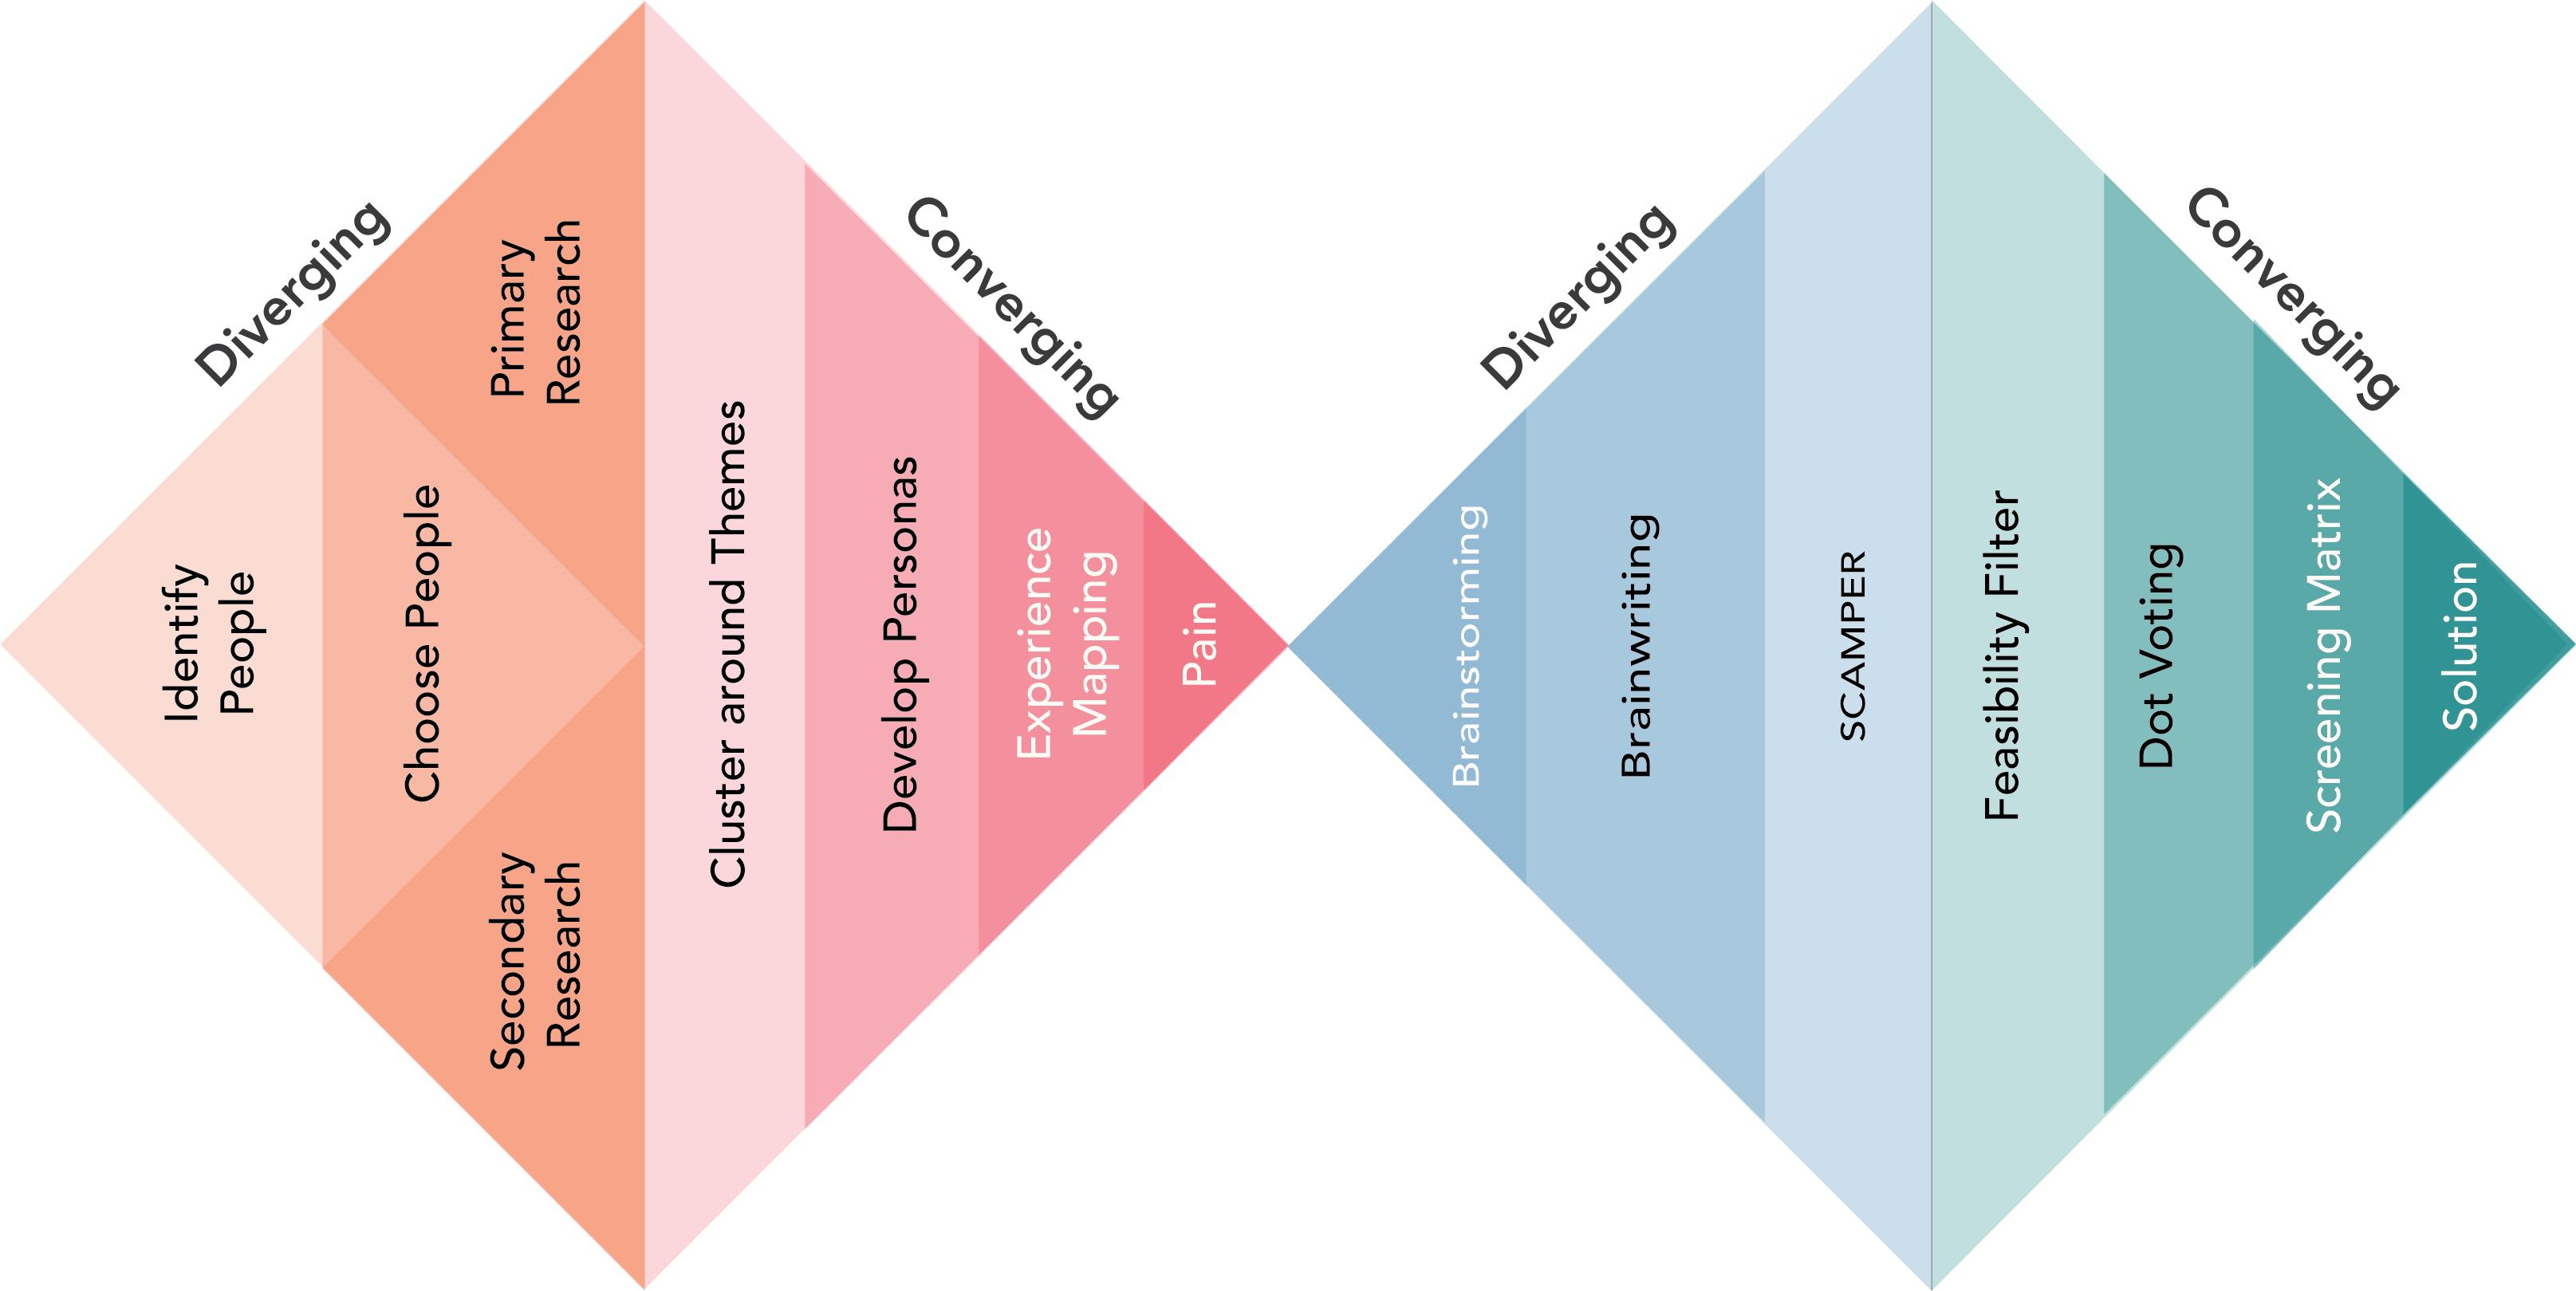 Diverging
Identify
People
Choose People
Primary
Research
Secondary
Research
Converging
Cluster around Themes
Develop Personas
Experience
Mapping
Pain
Diverging
Brainstorming
Brainwriting
SCAMPER
Converging
Feasibility Filter
Dot Voting
Screening Matrix
Solution